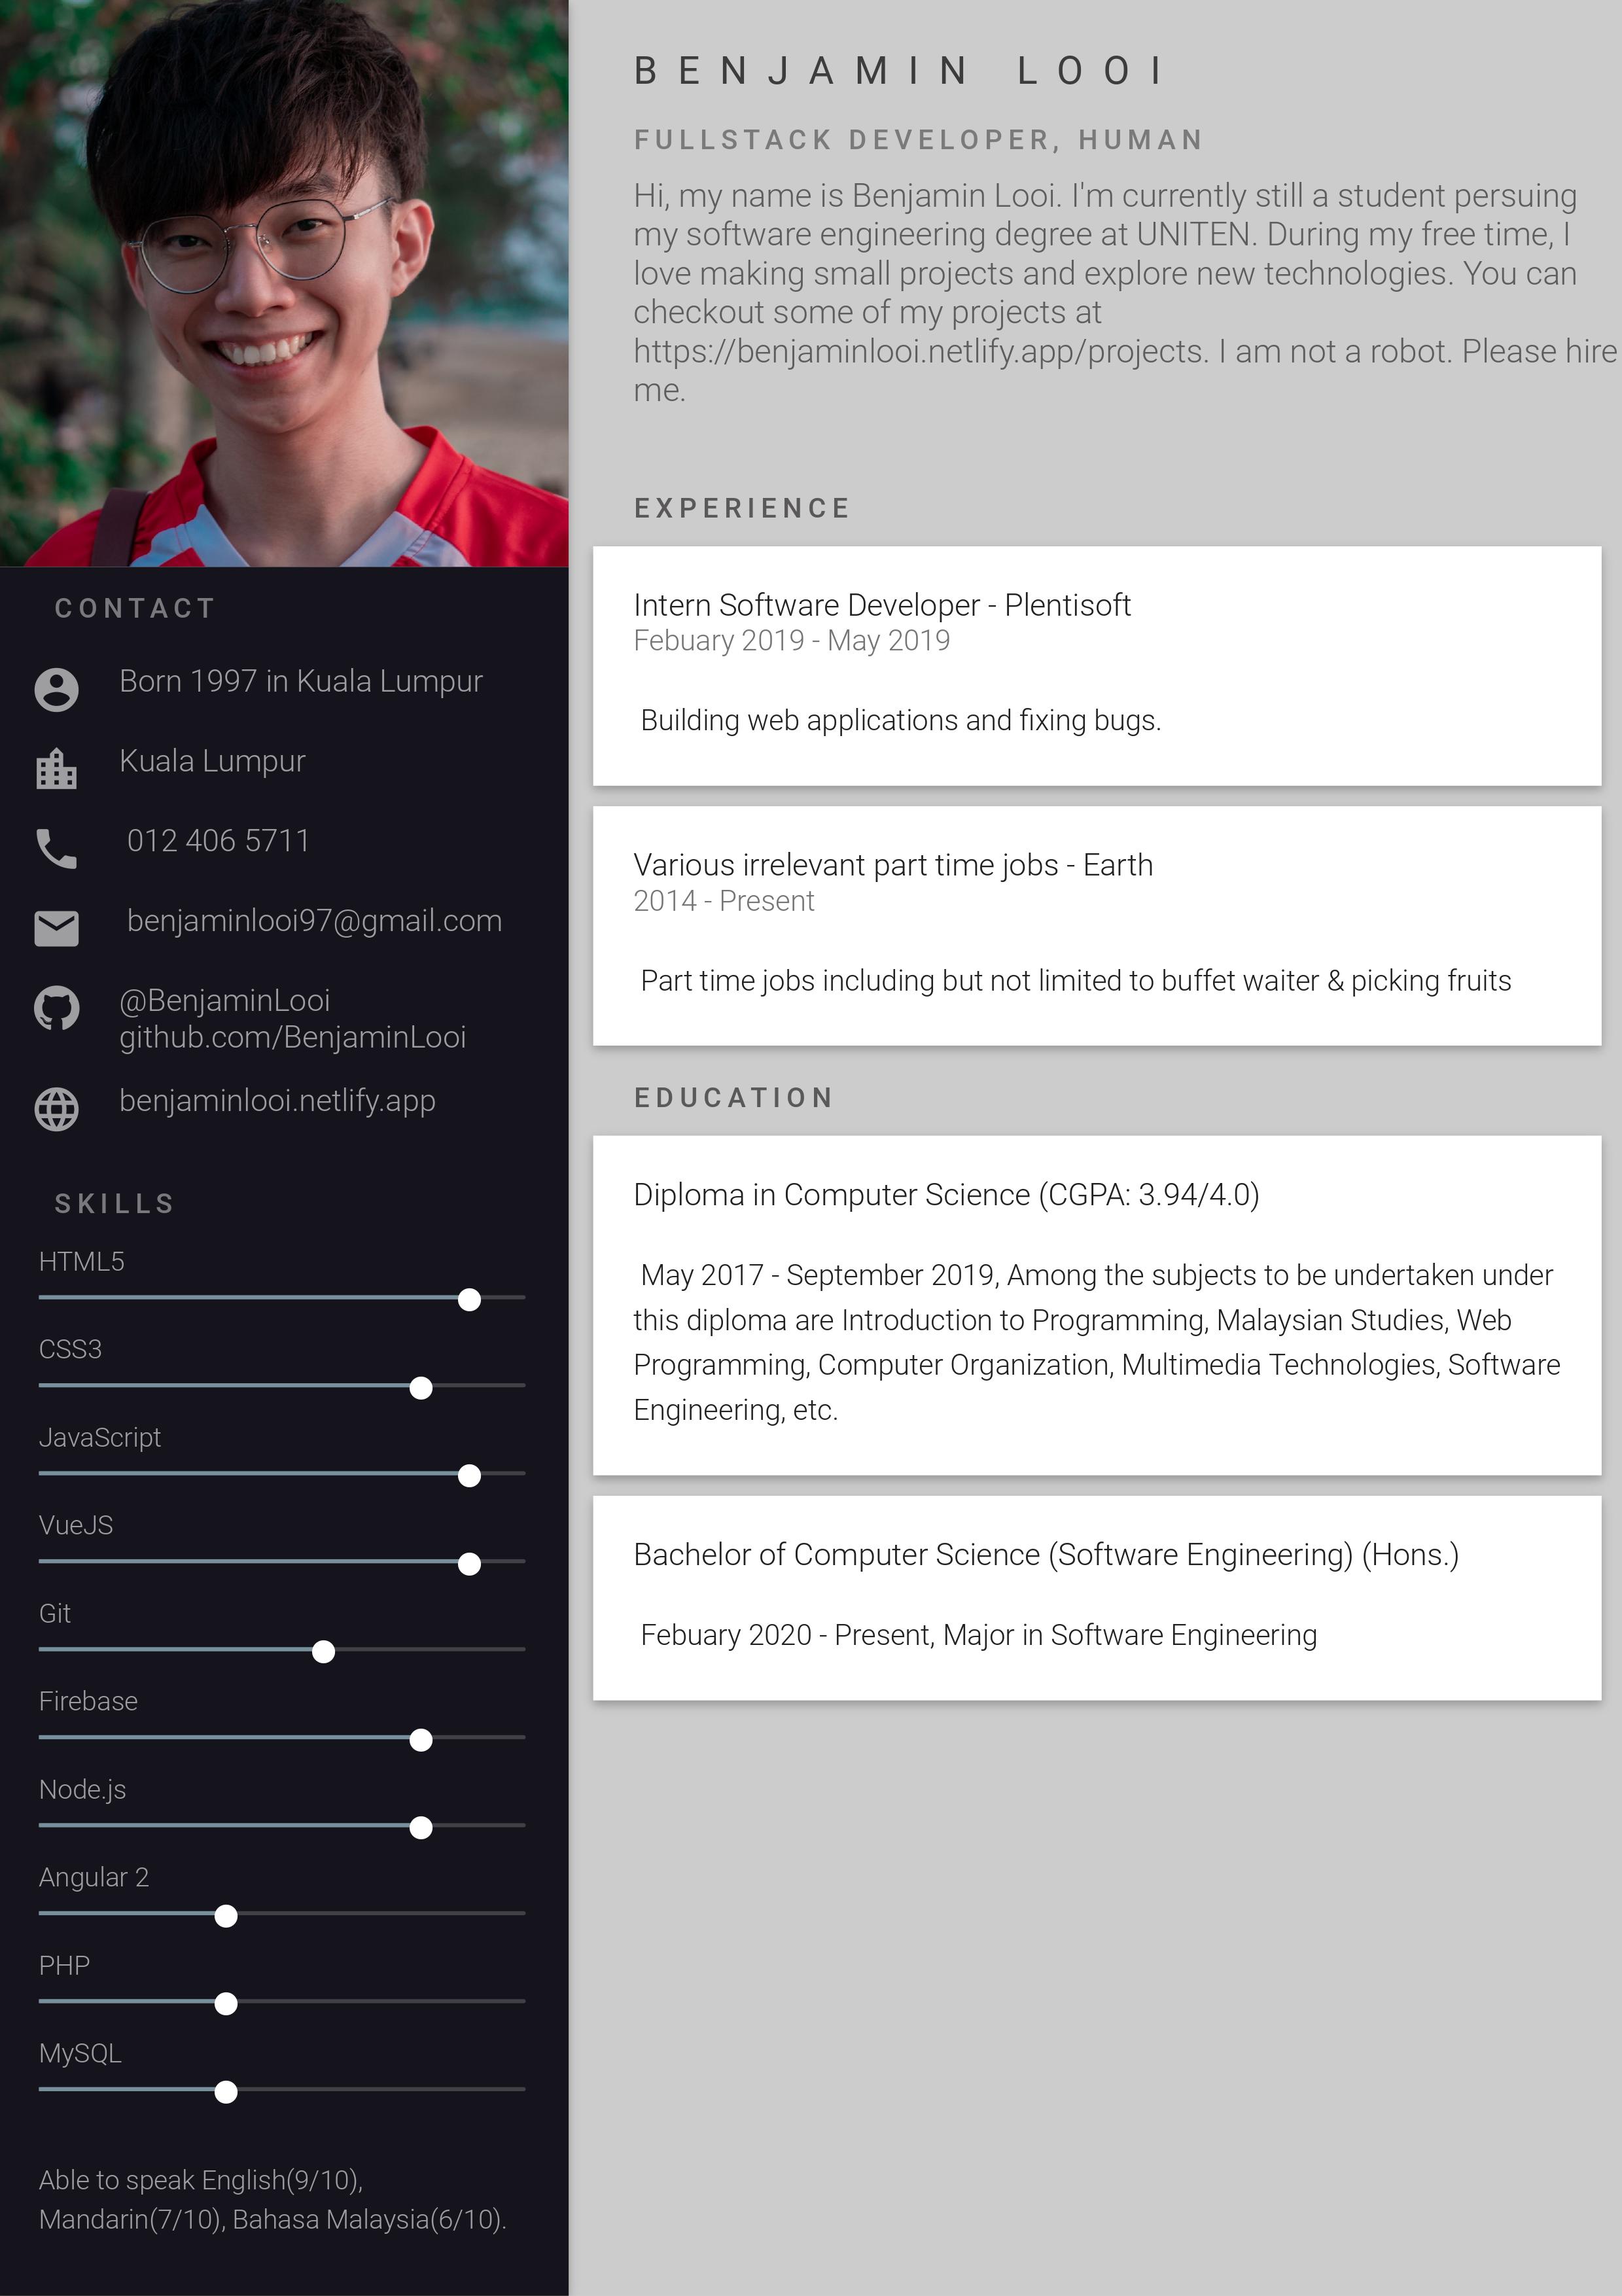 BENJAMIN LOOI
FULLSTACK DEVELOPER, HUMAN
Hi, my name is Benjamin Looi. I'm currently still a student persuing
my software engineering degree at UNITEN. During my free time, I
love making small projects and explore new technologies. You can
checkout some of my projects at
https://benjaminlooi.netlify.app/projects. I am not a robot. Please hire
me.
CONTACT
Born 1997 in Kuala Lumpur
Kuala Lumpur
012 406 5711
benjaminlooi97@gmail.com
@BenjaminLooi
github.com/BenjaminLooi
benjaminlooi.netlify.app
SKILLS
HTML5
CSS3
JavaScript
VueJS
Git
Firebase
Node.js
Angular 2
PHP
MySQL
Able to speak English(9/10),
Mandarin(7/10), Bahasa Malaysia(6/10).
EXPERIENCE
Intern Software Developer - Plentisoft
Febuary 2019 - May 2019
Building web applications and fixing bugs.
Various irrelevant part time jobs - Earth
2014 - Present
Part time jobs including but not limited to buffet waiter & picking fruits
EDUCATION
Diploma in Computer Science (CGPA: 3.94/4.0)
May 2017 - September 2019, Among the subjects to be undertaken under
this diploma are Introduction to Programming, Malaysian Studies, Web
Programming, Computer Organization, Multimedia Technologies, Software
Engineering, etc.
Bachelor of Computer Science (Software Engineering) (Hons.)
Febuary 2020 - Present, Major in Software Engineering